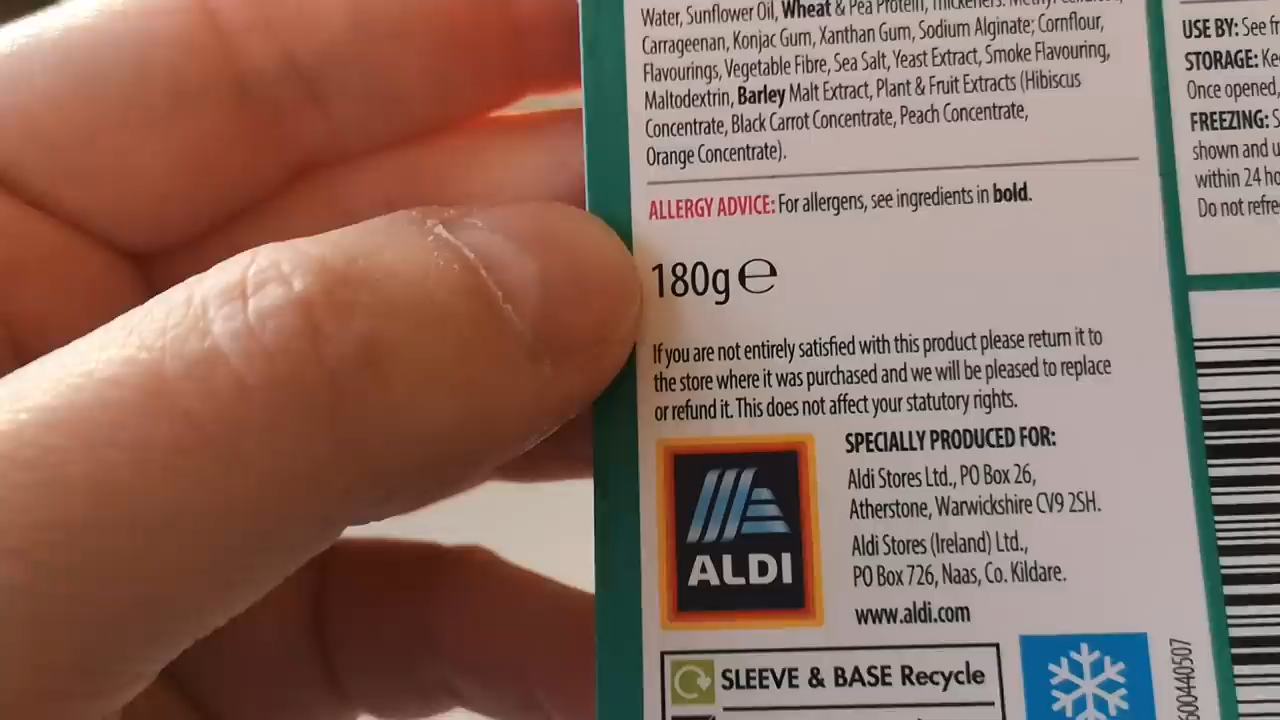 Water, Sunflower Oil, Wheat & Pea Protein, Thickeners: Methyl Cellulose,
Carrageenan, Konjac Gum, Xanthan Gum, Sodium Alginate; Cornflour,
Flavourings, Vegetable Fibre, Sea Salt, Yeast Extract, Smoke Flavouring,
Maltodextrin, Barley Malt Extract, Plant & Fruit Extracts (Hibiscus
Concentrate, Black Carrot Concentrate, Peach Concentrate,
Orange Concentrate).
ALLERGY ADVICE: For allergens, see ingredients in bold.
180g ℮
If you are not entirely satisfied with this product please return it to
the store where it was purchased and we will be pleased to replace
or refund it. This does not affect your statutory rights.
ALDI
SPECIALLY PRODUCED FOR:
Aldi Stores Ltd., PO Box 26,
Atherstone, Warwickshire CV9 2SH.
Aldi Stores (Ireland) Ltd.,
PO Box 726, Naas, Co. Kildare.
www.aldi.com
SLEEVE & BASE Recycle
USE BY: See
STORAGE:
Once opened,
FREEZING:
shown and
within 24
Do not
00440507